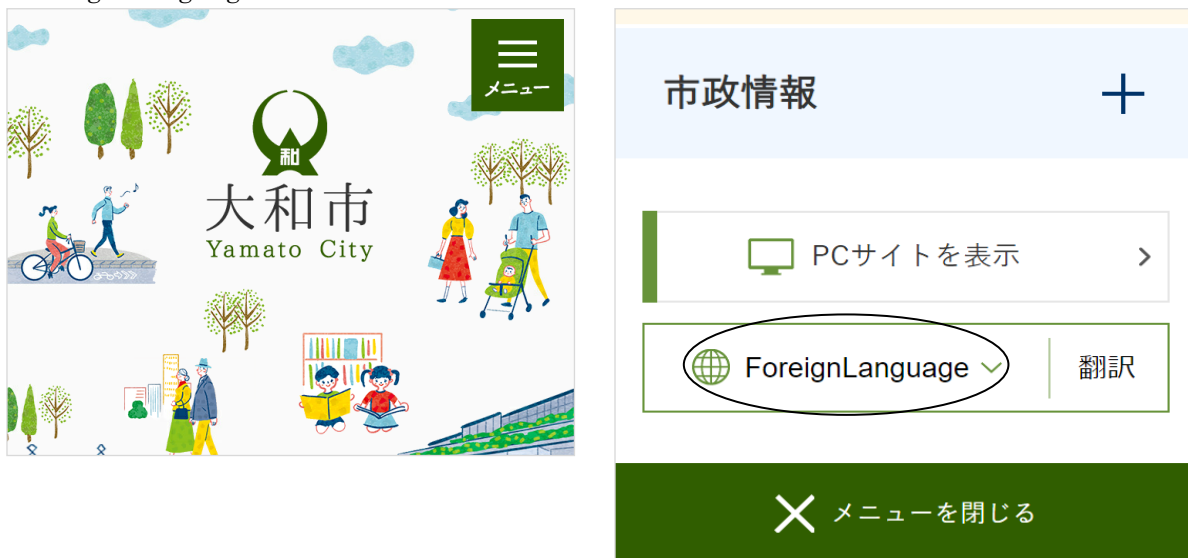 メニュー
和
大和市
Yamato City
市政情報
PCサイトを表示
ForeignLanguage
翻訳
メニューを閉じる